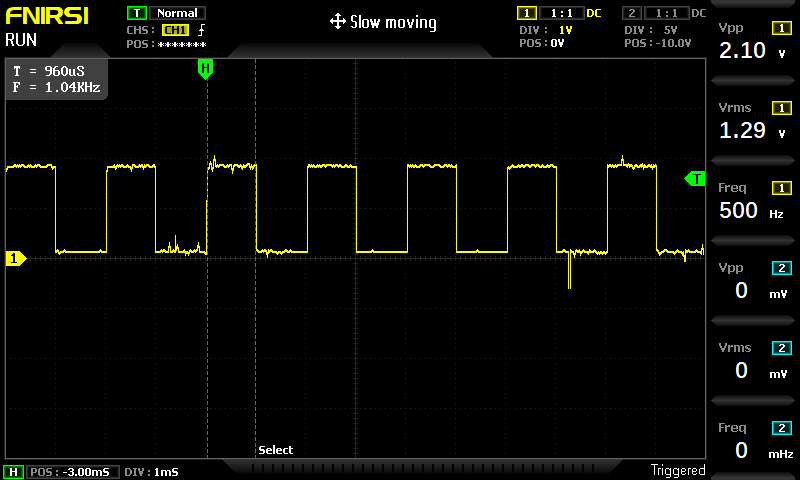 FNIRSI
RUN
T Normal
CHS: CH1
POS:*******
Slow moving
1 1:1 DC
DIV: 1V
POS: 0V
2 1:1 DC
DIV: 5V
POS:-10.0V
T = 960uS
F = 1.04KHz
H
T
1
Select
H POS: -3.00mS DIV: 1mS
Triggered
Vpp 1
2.10 V
Vrms 1
1.29 V
Freq 1
500 Hz
Vpp 2
0 mV
Vrms 2
0 mV
Freq 2
0 mHz